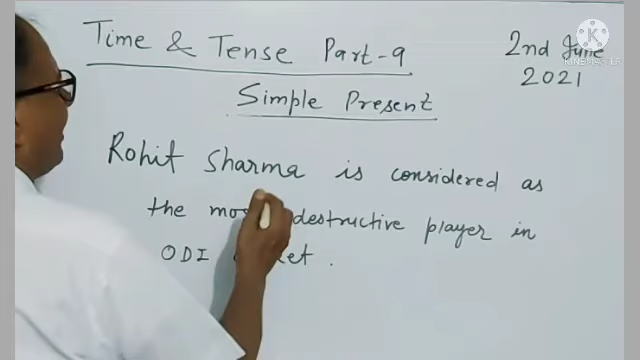 Time & Tense Part-9
2nd June
2021
KINEMASTER
Simple Present
Rohit Sharma is considered as
the destructive player in
ODI